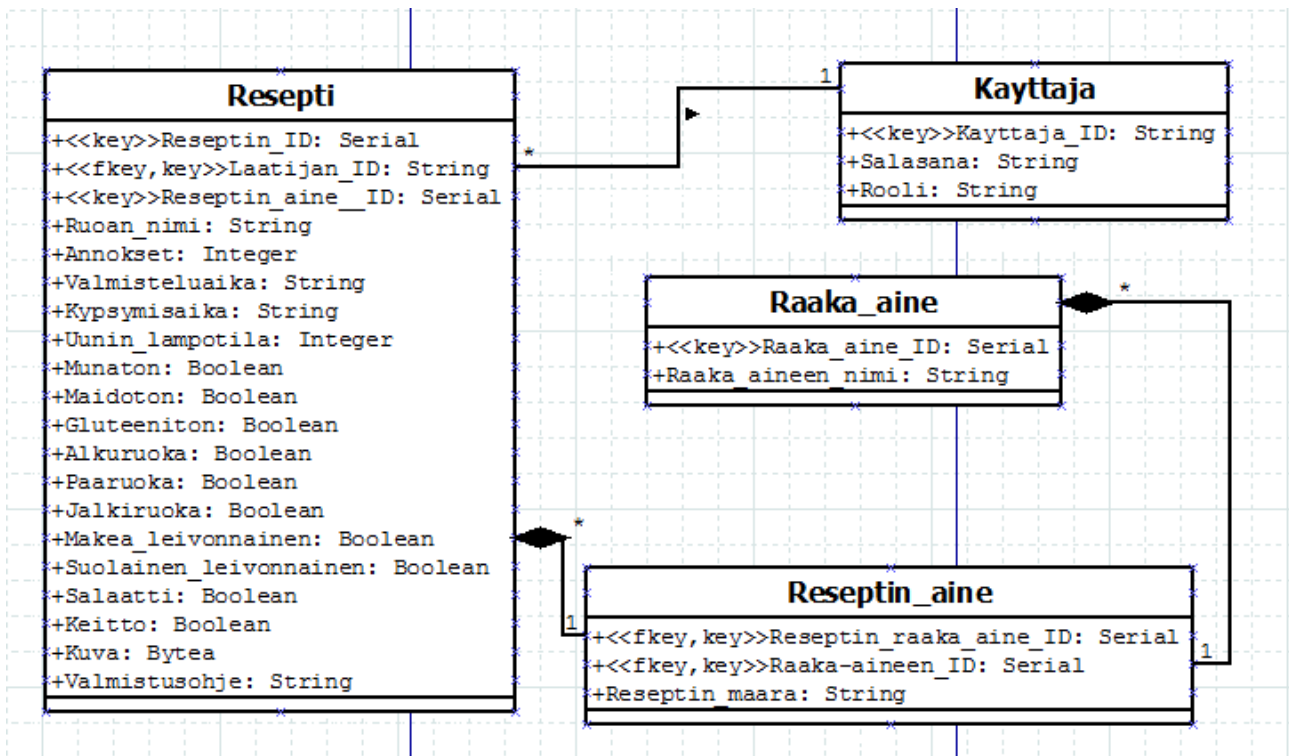 Resepti
+<<key>>Reseptin_ID: Serial
+<<fkey,key>>Laatijan_ID: String
+<<key>>Reseptin_aine__ID: Serial
+Ruoan_nimi: String
+Annokset: Integer
+Valmisteluaika: String
+Kypsymisaika: String
+Uunin_lampotila: Integer
+Munaton: Boolean
+Maidoton: Boolean
+Gluteeniton: Boolean
+Alkuruoka: Boolean
+Paaruoka: Boolean
+Jalkiruoka: Boolean
+Makea_leivonnainen: Boolean
+Suolainen_leivonnainen: Boolean
+Salaatti: Boolean
+Keitto: Boolean
+Kuva: Bytea
+Valmistusohje: String
*
1
Kayttaja
+<<key>>Kayttaja_ID: String
+Salasana: String
+Rooli: String
Raaka_aine
+<<key>>Raaka_aine_ID: Serial
+Raaka_aineen_nimi: String
*
*
1
Reseptin_aine
+<<fkey,key>>Reseptin_raaka_aine_ID: Serial
+<<fkey,key>>Raaka-aineen_ID: Serial
+Reseptin_maara: String
1